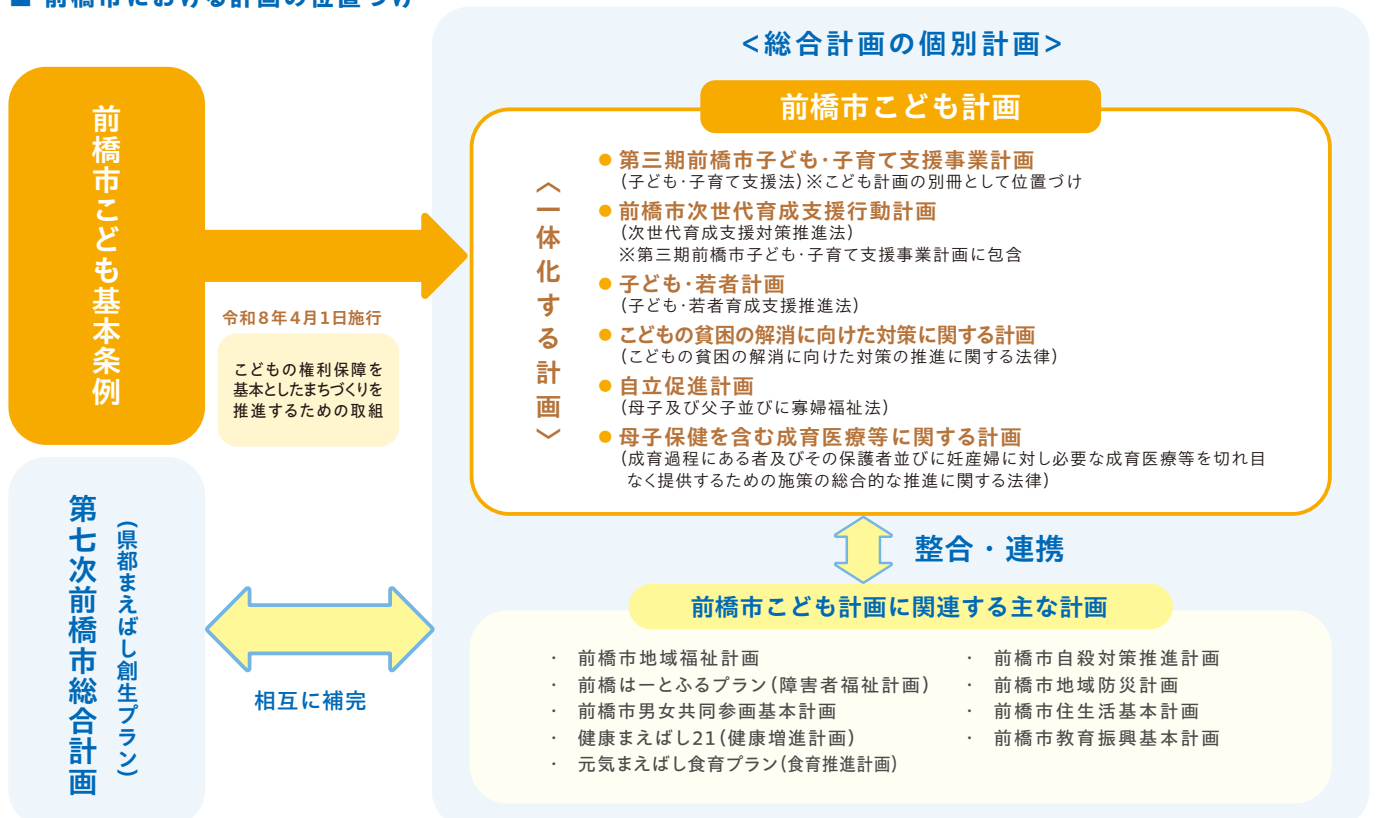 ■ 前橋市における計画の位置づけ
<総合計画の個別計画>
前橋市こども基本条例
令和8年4月1日施行
こどもの権利保障を
基本としたまちづくりを
推進するための取組
前橋市こども計画
〈一体化する計画〉
● 第三期前橋市子ども・子育て支援事業計画
(子ども・子育て支援法)※こども計画の別冊として位置づけ
● 前橋市次世代育成支援行動計画
(次世代育成支援対策推進法)
※第三期前橋市子ども・子育て支援事業計画に包含
● 子ども・若者計画
(子ども・若者育成支援推進法)
● こどもの貧困の解消に向けた対策に関する計画
(こどもの貧困の解消に向けた対策の推進に関する法律)
● 自立促進計画
(母子及び父子並びに寡婦福祉法)
● 母子保健を含む成育医療等に関する計画
(成育過程にある者及びその保護者並びに妊産婦に対し必要な成育医療等を切れ目
なく提供するための施策の総合的な推進に関する法律)
整合・連携
第七次前橋市総合計画
(県都まえばし創生プラン)
相互に補完
前橋市こども計画に関連する主な計画
・ 前橋市地域福祉計画
・ 前橋はーとふるプラン(障害者福祉計画)
・ 前橋市男女共同参画基本計画
・ 健康まえばし21(健康増進計画)
・ 元気まえばし食育プラン(食育推進計画)
・ 前橋市自殺対策推進計画
・ 前橋市地域防災計画
・ 前橋市住生活基本計画
・ 前橋市教育振興基本計画